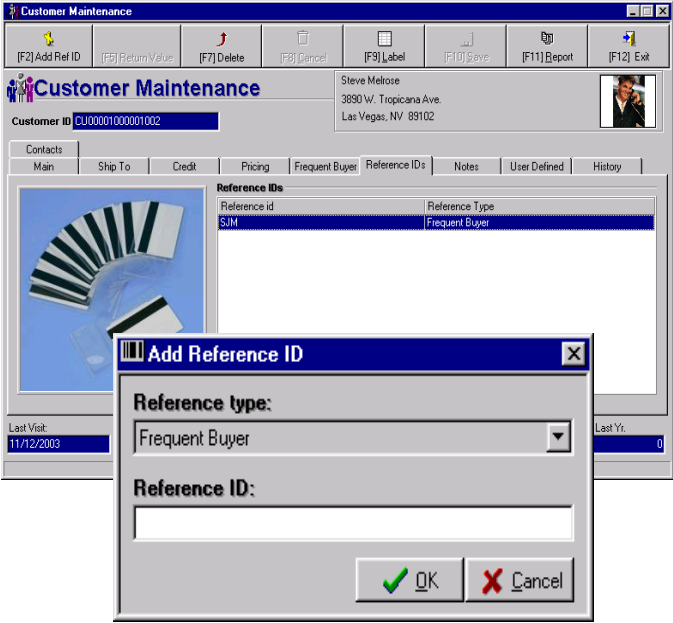 Customer Maintenance
[F2] Add Ref ID [F5] Return Value [F7] Delete [F8] Cancel [F9] Label [F10] Save [F11] Report [F12] Exit
Customer Maintenance
Steve Melrose
3890 W. Tropicana Ave.
Las Vegas, NV 89102
Customer ID CU00001000001002
Contacts
Main Ship To Credit Pricing Frequent Buyer Reference IDs Notes User Defined History
Reference IDs
Reference id Reference Type
SJM Frequent Buyer
Add Reference ID
Reference type:
Frequent Buyer
Reference ID:
OK Cancel
Last Visit: Last Yr.
11/12/2003 0